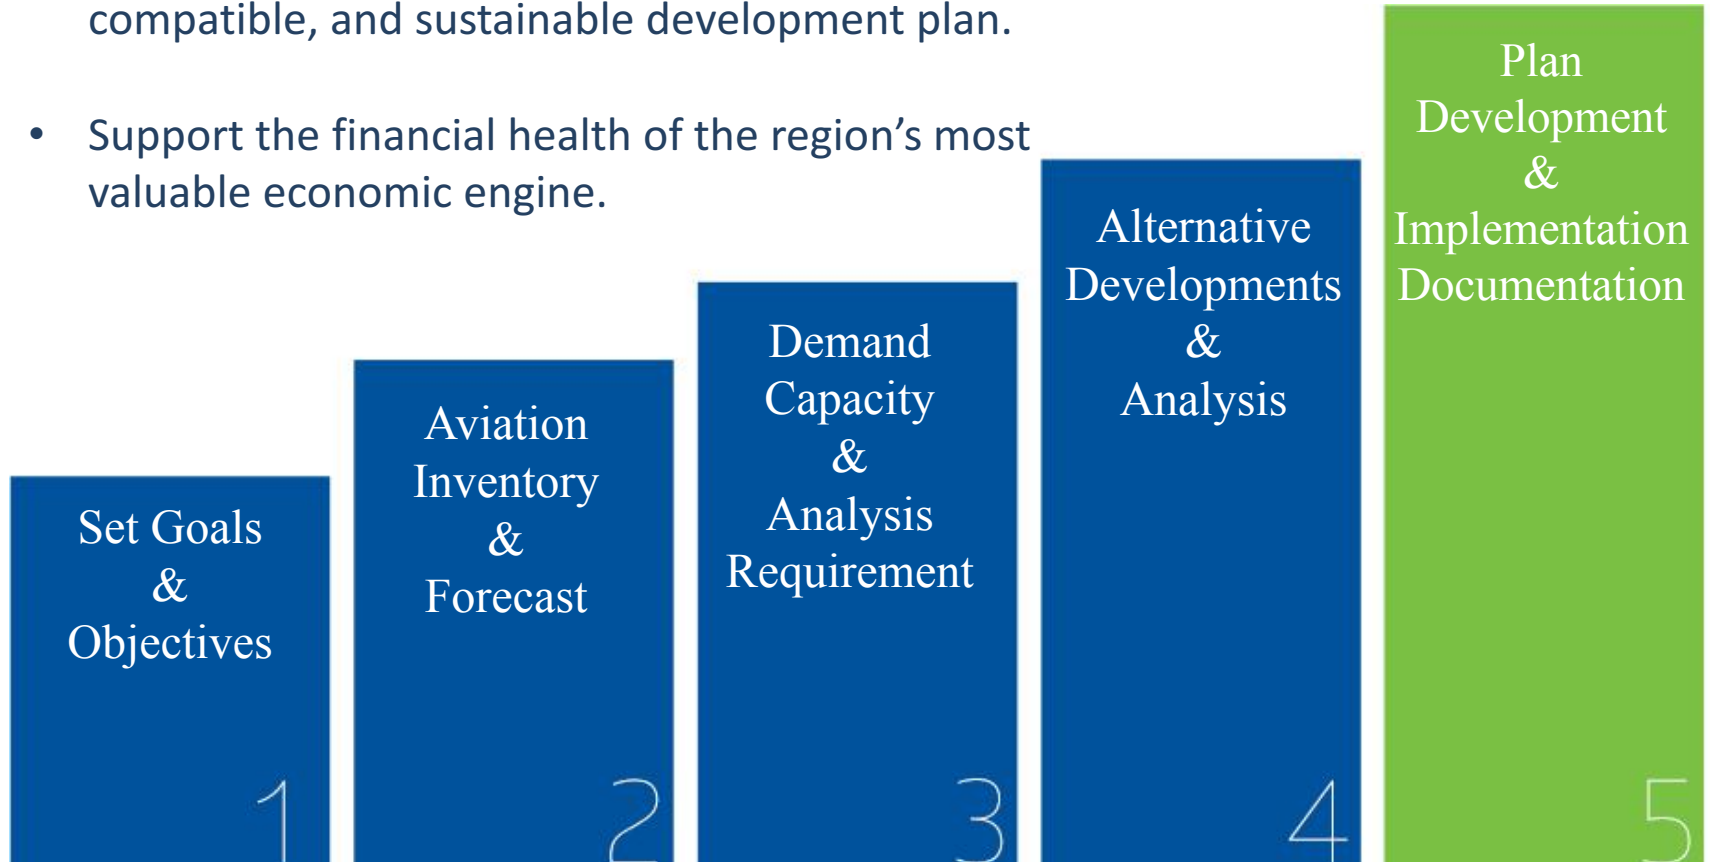 compatible, and sustainable development plan.
• Support the financial health of the region’s most
valuable economic engine.
Set Goals
&
Objectives
1
Aviation
Inventory
&
Forecast
2
Demand
Capacity
&
Analysis
Requirement
3
Alternative
Developments
&
Analysis
4
Plan
Development
&
Implementation
Documentation
5